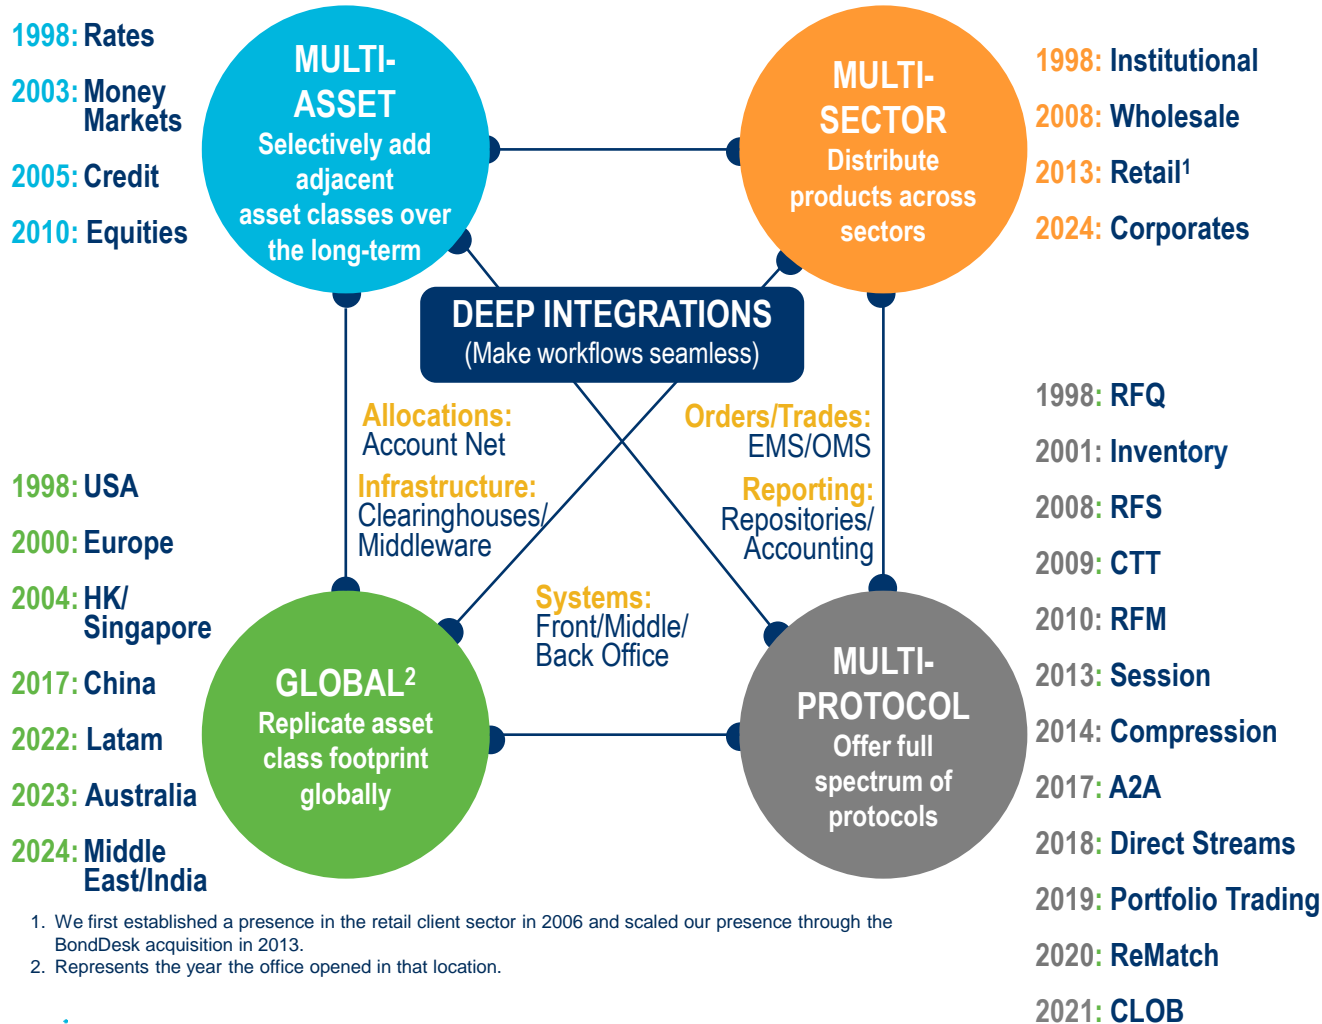 1998: Rates
2003: Money
Markets
2005: Credit
2010: Equities
MULTI-
ASSET
Selectively add
adjacent
asset classes over
the long-term
MULTI-
SECTOR
Distribute
products across
sectors
1998: Institutional
2008: Wholesale
2013: Retail¹
2024: Corporates
DEEP INTEGRATIONS
(Make workflows seamless)
Allocations:
Account Net
Infrastructure:
Clearinghouses/
Middleware
Orders/Trades:
EMS/OMS
Reporting:
Repositories/
Accounting
Systems:
Front/Middle/
Back Office
1998: USA
2000: Europe
2004: HK/
Singapore
2017: China
2022: Latam
2023: Australia
2024: Middle
East/India
GLOBAL²
Replicate asset
class footprint
globally
MULTI-
PROTOCOL
Offer full
spectrum of
protocols
1998: RFQ
2001: Inventory
2008: RFS
2009: CTT
2010: RFM
2013: Session
2014: Compression
2017: A2A
2018: Direct Streams
2019: Portfolio Trading
2020: ReMatch
2021: CLOB
1. We first established a presence in the retail client sector in 2006 and scaled our presence through the
BondDesk acquisition in 2013.
2. Represents the year the office opened in that location.